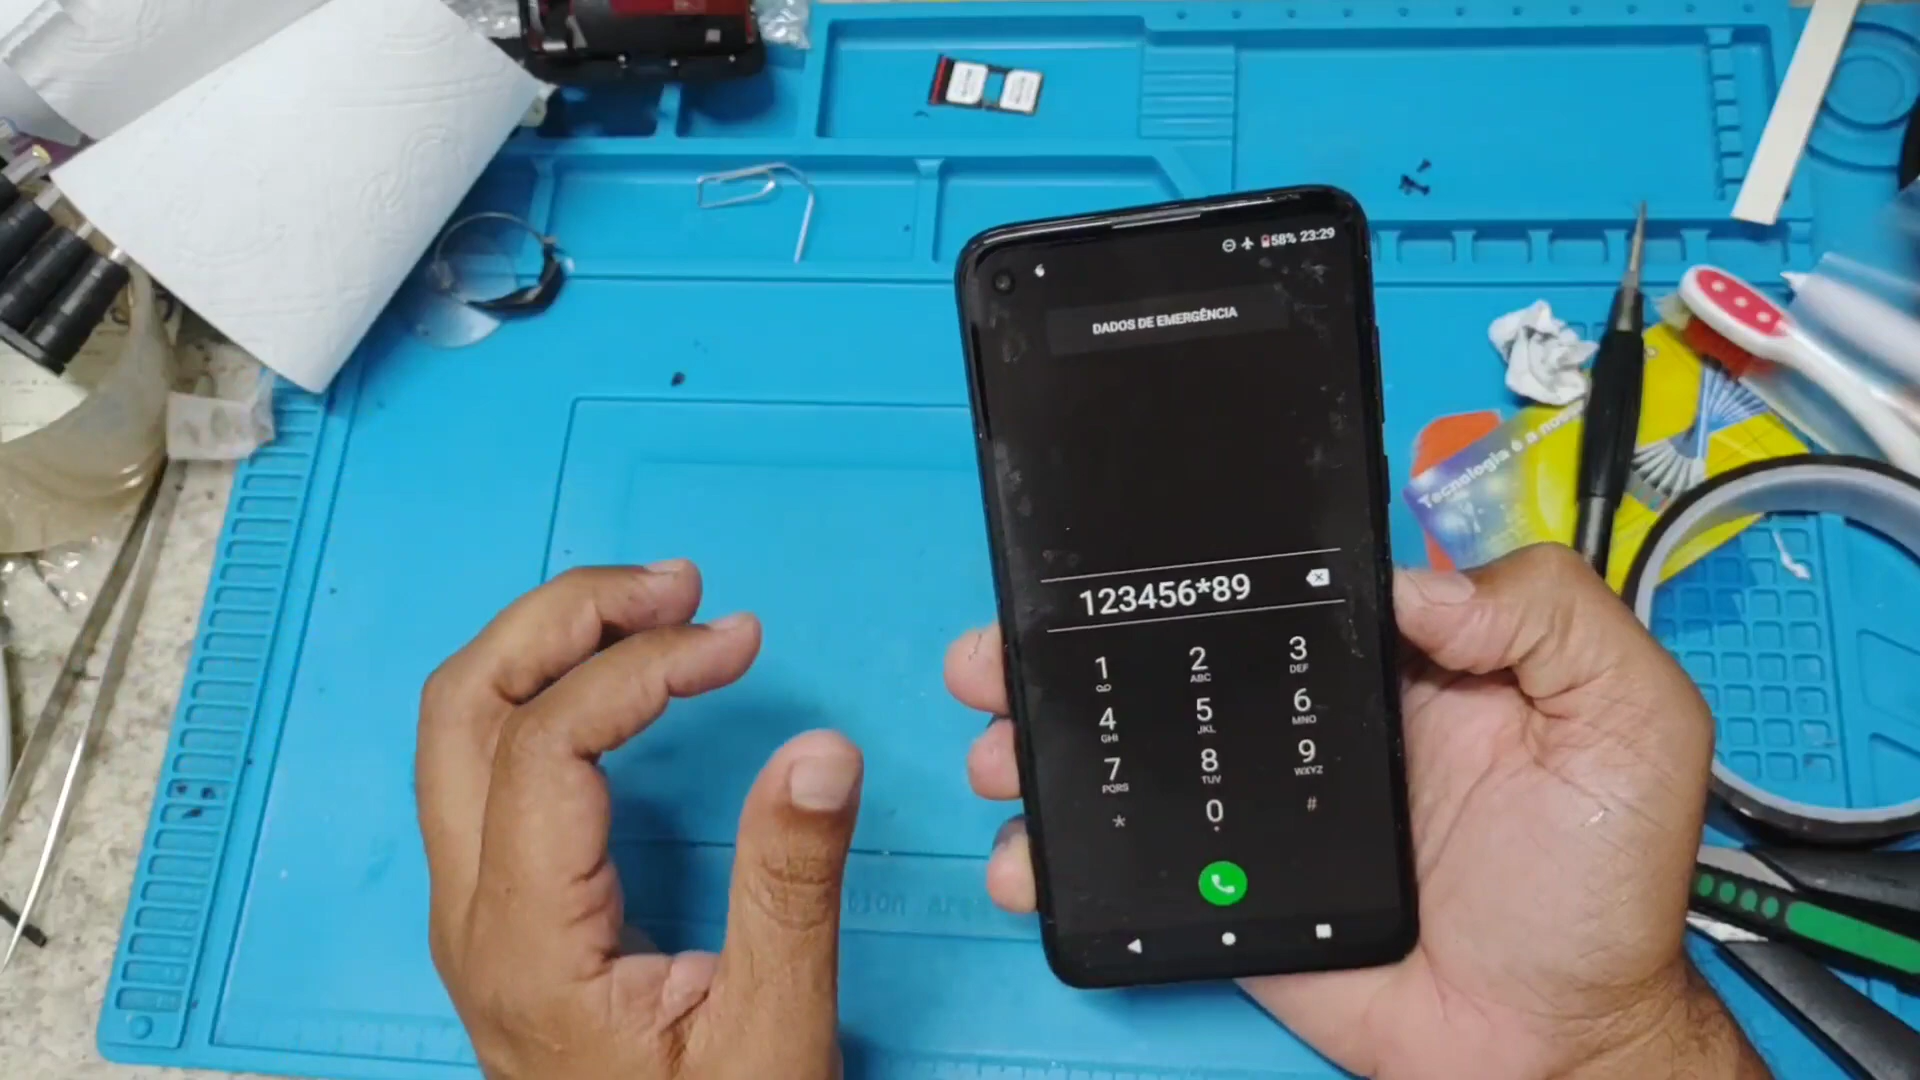 58% 23:29
DADOS DE EMERGÊNCIA
123456*89
1
2 ABC
3 DEF
4 GHI
5 JKL
6 MNO
7 PQRS
8 TUV
9 WXYZ
*
0
#
Tecnologia é a nossa